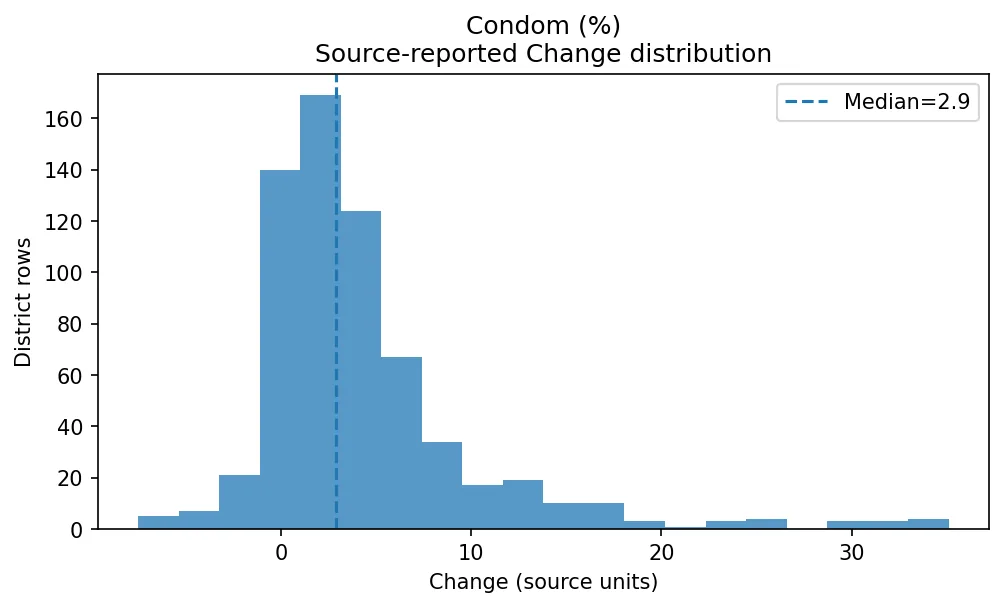 Condom (%)
Source-reported Change distribution
Median=2.9
District rows
160
140
120
100
80
60
40
20
0
0
10
20
30
Change (source units)